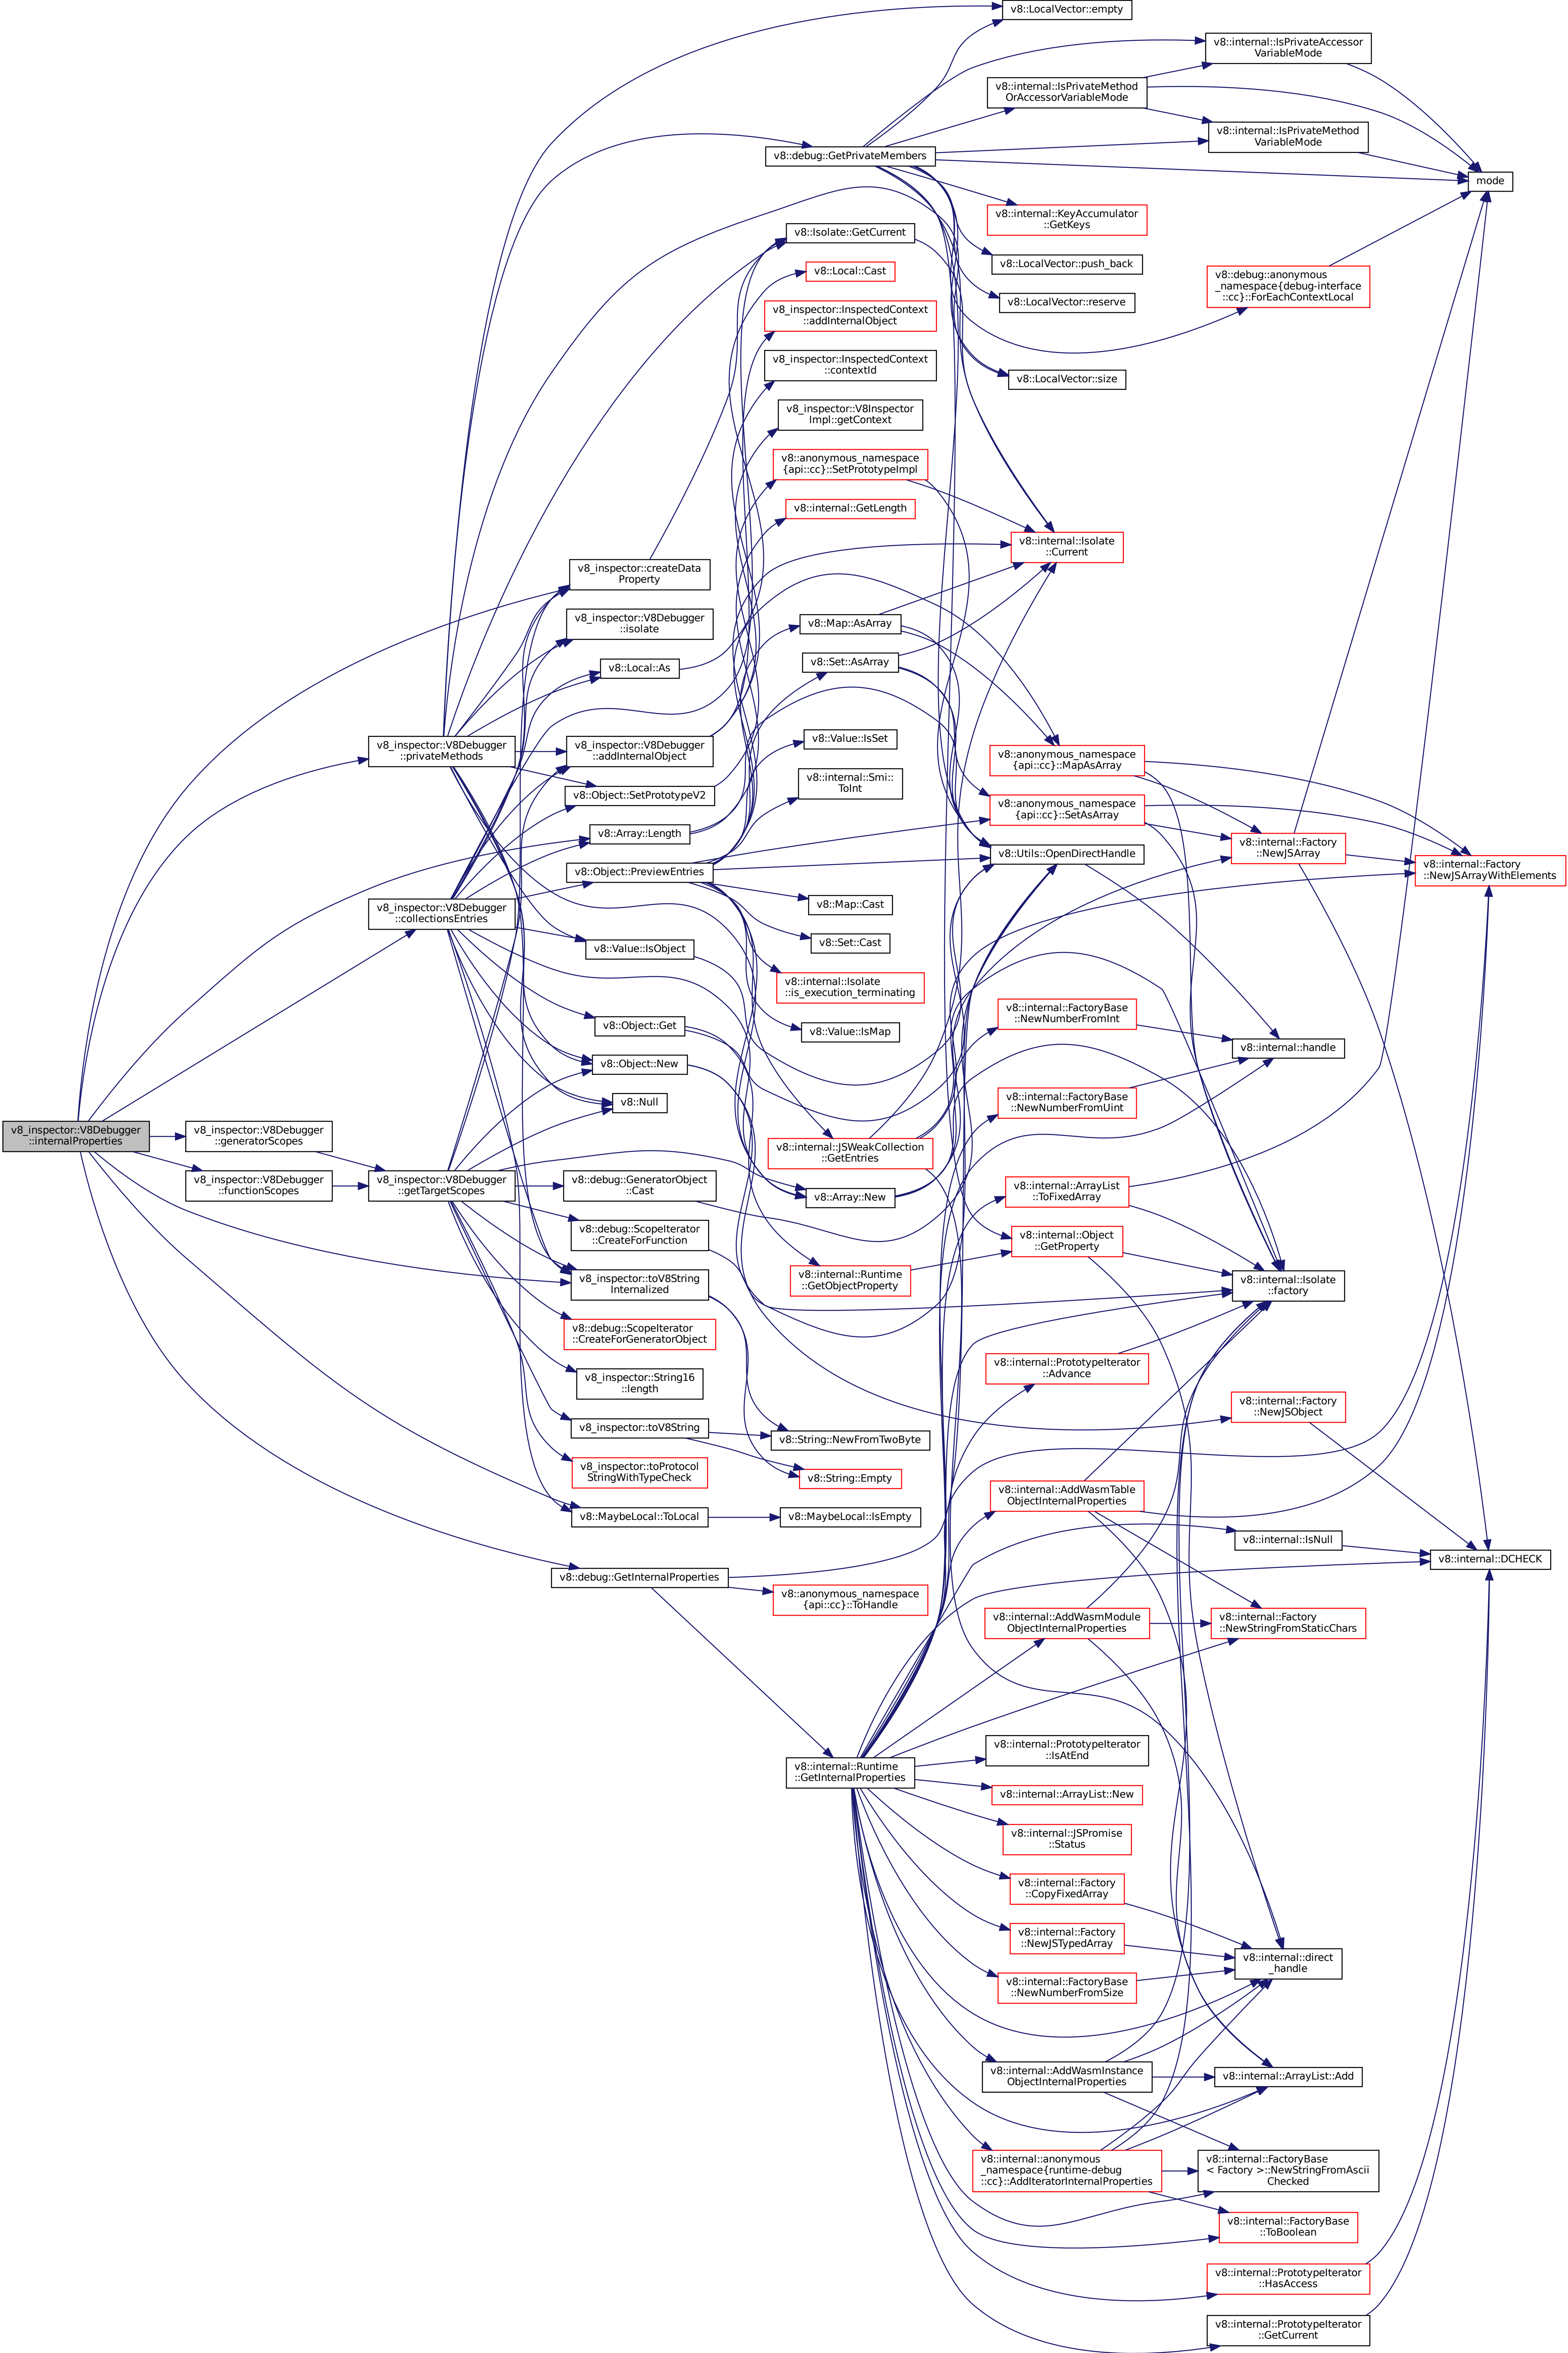 v8::LocalVector::empty
v8::internal::IsPrivateAccessor
VariableMode
v8::internal::IsPrivateMethod
OrAccessorVariableMode
v8::internal::IsPrivateMethod
VariableMode
v8::debug::GetPrivateMembers
mode
v8::internal::KeyAccumulator
::GetKeys
v8::Isolate::GetCurrent
v8::LocalVector::push_back
v8::Local::Cast
v8::debug::anonymous
_namespace{debug-interface
::cc}::ForEachContextLocal
v8::LocalVector::reserve
v8_inspector::InspectedContext
::addInternalObject
v8_inspector::InspectedContext
::contextId
v8::LocalVector::size
v8_inspector::V8Inspector
Impl::getContext
v8::anonymous_namespace
{api::cc}::SetPrototypeImpl
v8::internal::GetLength
v8::internal::Isolate
::Current
v8_inspector::createData
Property
v8_inspector::V8Debugger
::isolate
v8::Map::AsArray
v8::Set::AsArray
v8::Local::As
v8_inspector::V8Debugger
::privateMethods
v8_inspector::V8Debugger
::addInternalObject
v8::Value::IsSet
v8::anonymous_namespace
{api::cc}::MapAsArray
v8::internal::Smi::
ToInt
v8::Object::SetPrototypeV2
v8::anonymous_namespace
{api::cc}::SetAsArray
v8::Array::Length
v8::internal::Factory
::NewJSArray
v8::Utils::OpenDirectHandle
v8::Object::PreviewEntries
v8::internal::Factory
::NewJSArrayWithElements
v8_inspector::V8Debugger
::collectionsEntries
v8::Map::Cast
v8::Set::Cast
v8::Value::IsObject
v8::internal::Isolate
::is_execution_terminating
v8::internal::FactoryBase
::NewNumberFromInt
v8::Object::Get
v8::Value::IsMap
v8::internal::handle
v8::Object::New
v8::Null
v8::internal::FactoryBase
::NewNumberFromUint
v8_inspector::V8Debugger
::internalProperties
v8_inspector::V8Debugger
::generatorScopes
v8::internal::JSWeakCollection
::GetEntries
v8_inspector::V8Debugger
::functionScopes
v8_inspector::V8Debugger
::getTargetScopes
v8::debug::GeneratorObject
::Cast
v8::Array::New
v8::internal::ArrayList
::ToFixedArray
v8::debug::ScopeIterator
::CreateForFunction
v8::internal::Object
::GetProperty
v8_inspector::toV8String
Internalized
v8::internal::Runtime
::GetObjectProperty
v8::internal::Isolate
::factory
v8::debug::ScopeIterator
::CreateForGeneratorObject
v8::internal::PrototypeIterator
::Advance
v8_inspector::String16
::length
v8::internal::Factory
::NewJSObject
v8_inspector::toV8String
v8::String::NewFromTwoByte
v8_inspector::toProtocol
StringWithTypeCheck
v8::String::Empty
v8::internal::AddWasmTable
ObjectInternalProperties
v8::MaybeLocal::ToLocal
v8::MaybeLocal::IsEmpty
v8::internal::IsNull
v8::internal::DCHECK
v8::debug::GetInternalProperties
v8::anonymous_namespace
{api::cc}::ToHandle
v8::internal::AddWasmModule
ObjectInternalProperties
v8::internal::Factory
::NewStringFromStaticChars
v8::internal::PrototypeIterator
::IsAtEnd
v8::internal::Runtime
::GetInternalProperties
v8::internal::ArrayList::New
v8::internal::JSPromise
::Status
v8::internal::Factory
::CopyFixedArray
v8::internal::Factory
::NewJSTypedArray
v8::internal::direct
_handle
v8::internal::FactoryBase
::NewNumberFromSize
v8::internal::AddWasmInstance
ObjectInternalProperties
v8::internal::ArrayList::Add
v8::internal::anonymous
_namespace{runtime-debug
::cc}::AddIteratorInternalProperties
v8::internal::FactoryBase
< Factory >::NewStringFromAscii
Checked
v8::internal::FactoryBase
::ToBoolean
v8::internal::PrototypeIterator
::HasAccess
v8::internal::PrototypeIterator
::GetCurrent